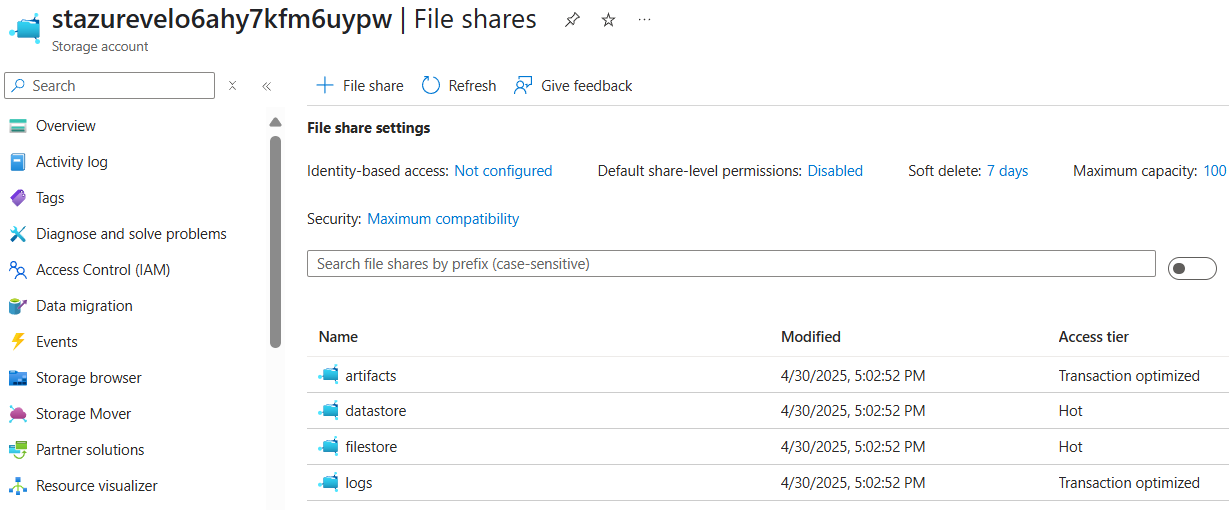 stazurevelo6ahy7kfm6uypw | File shares
Storage account
Search
File share Refresh Give feedback
Overview
Activity log
Tags
Diagnose and solve problems
Access Control (IAM)
Data migration
Events
Storage browser
Storage Mover
Partner solutions
Resource visualizer
File share settings
Identity-based access: Not configured Default share-level permissions: Disabled Soft delete: 7 days Maximum capacity: 100
Security: Maximum compatibility
Search file shares by prefix (case-sensitive)
Name Modified Access tier
artifacts 4/30/2025, 5:02:52 PM Transaction optimized
datastore 4/30/2025, 5:02:52 PM Hot
filestore 4/30/2025, 5:02:52 PM Hot
logs 4/30/2025, 5:02:52 PM Transaction optimized